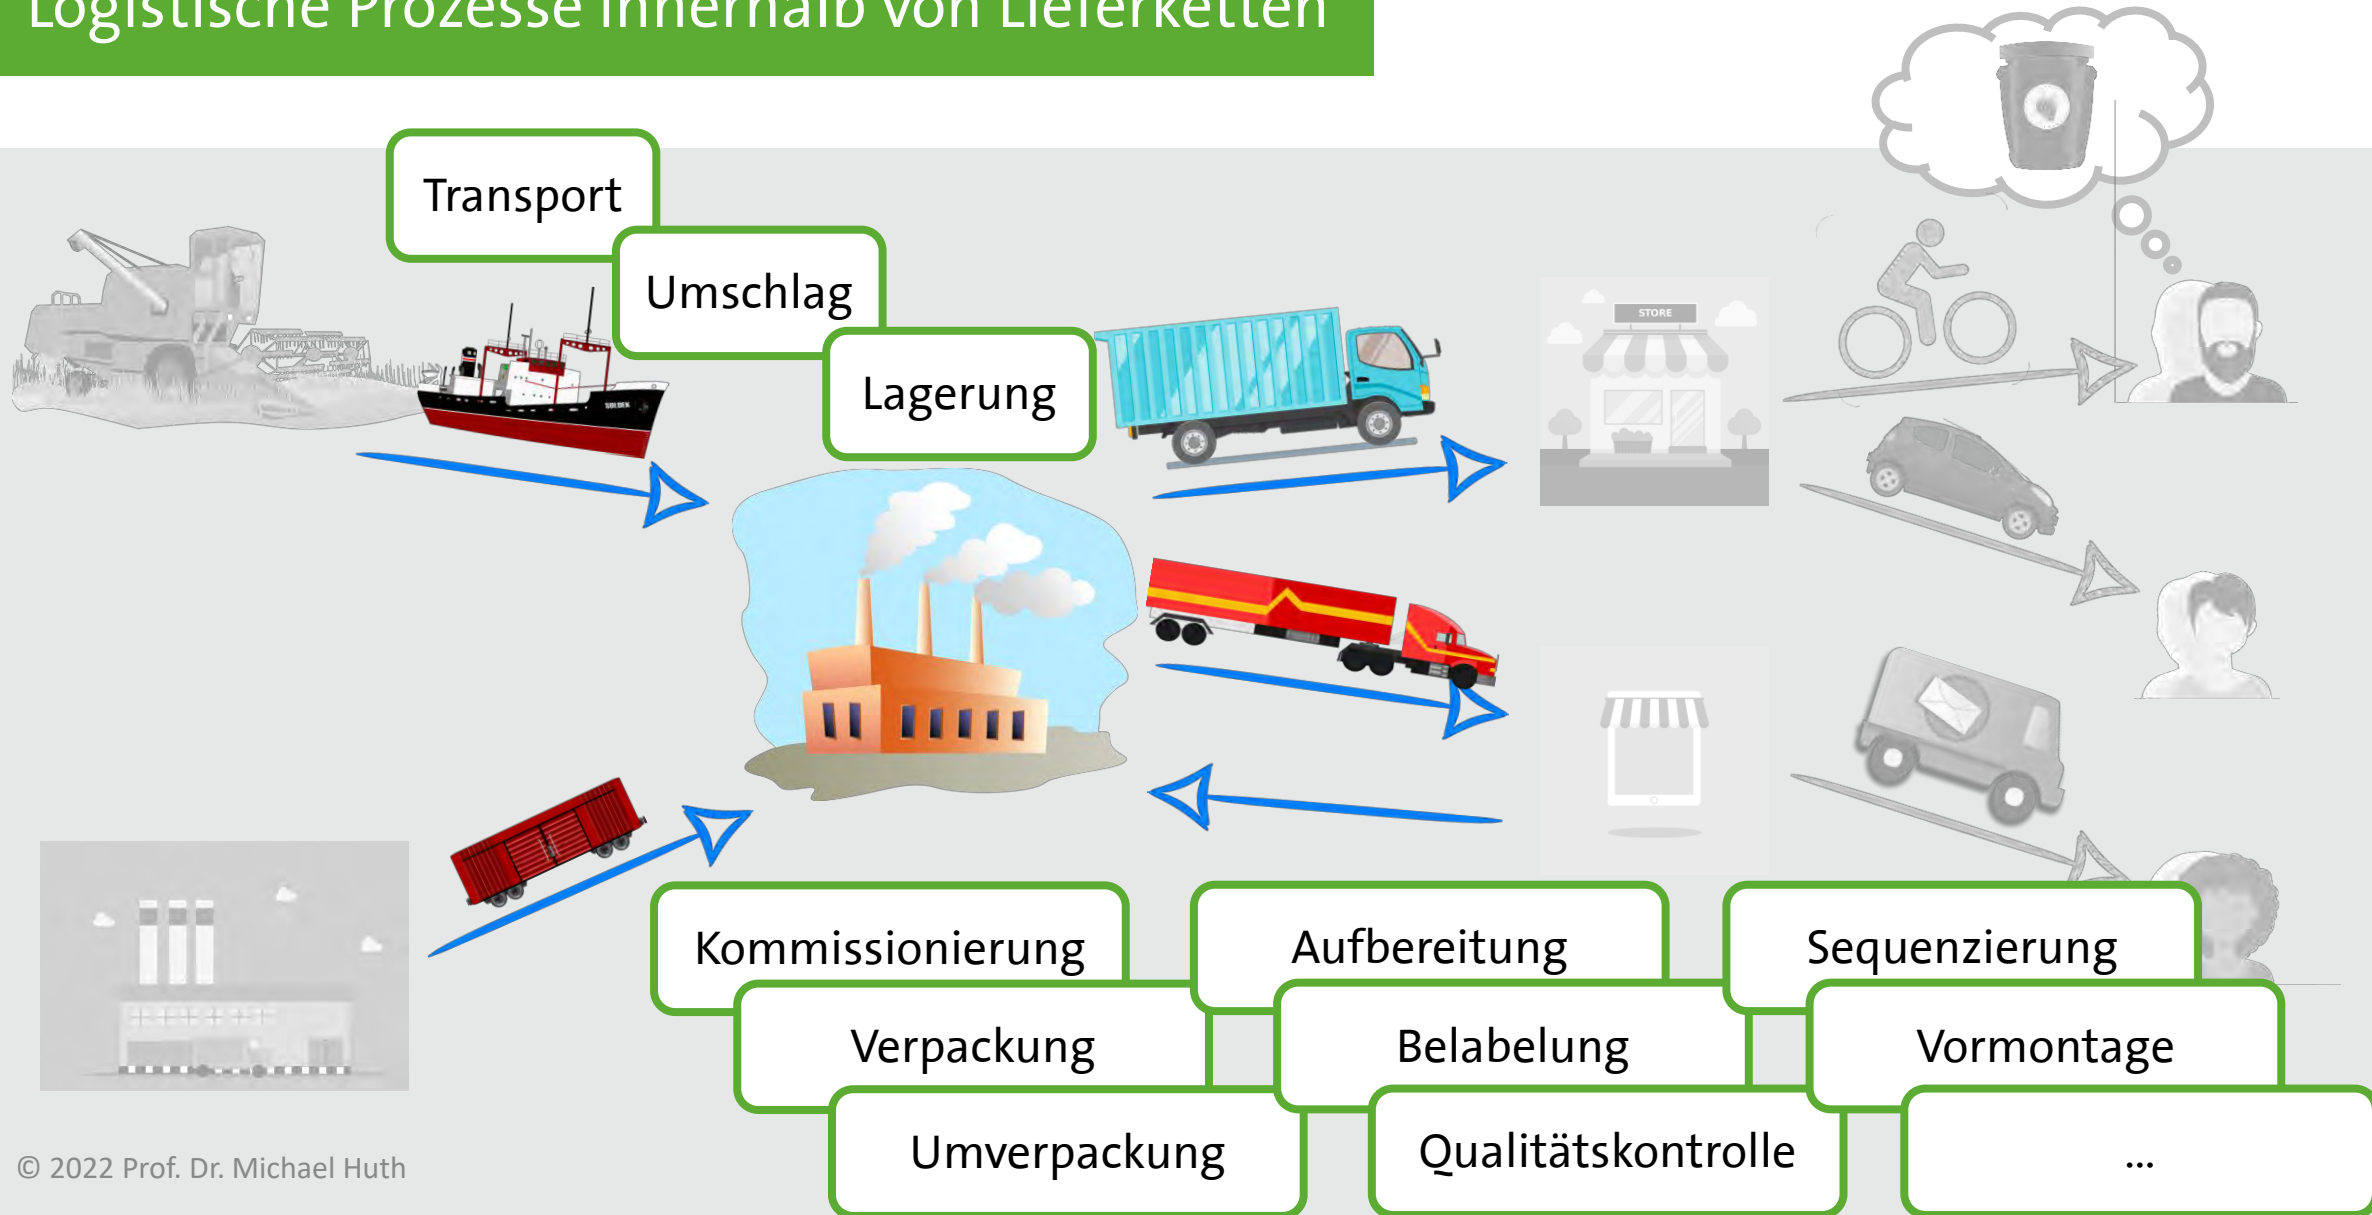 Logistische Prozesse innerhalb von Lieferketten
Transport
Umschlag
Lagerung
STORE
SOLDEK
Kommissionierung
Aufbereitung
Sequenzierung
Verpackung
Belabelung
Vormontage
Umverpackung
Qualitätskontrolle
...
© 2022 Prof. Dr. Michael Huth